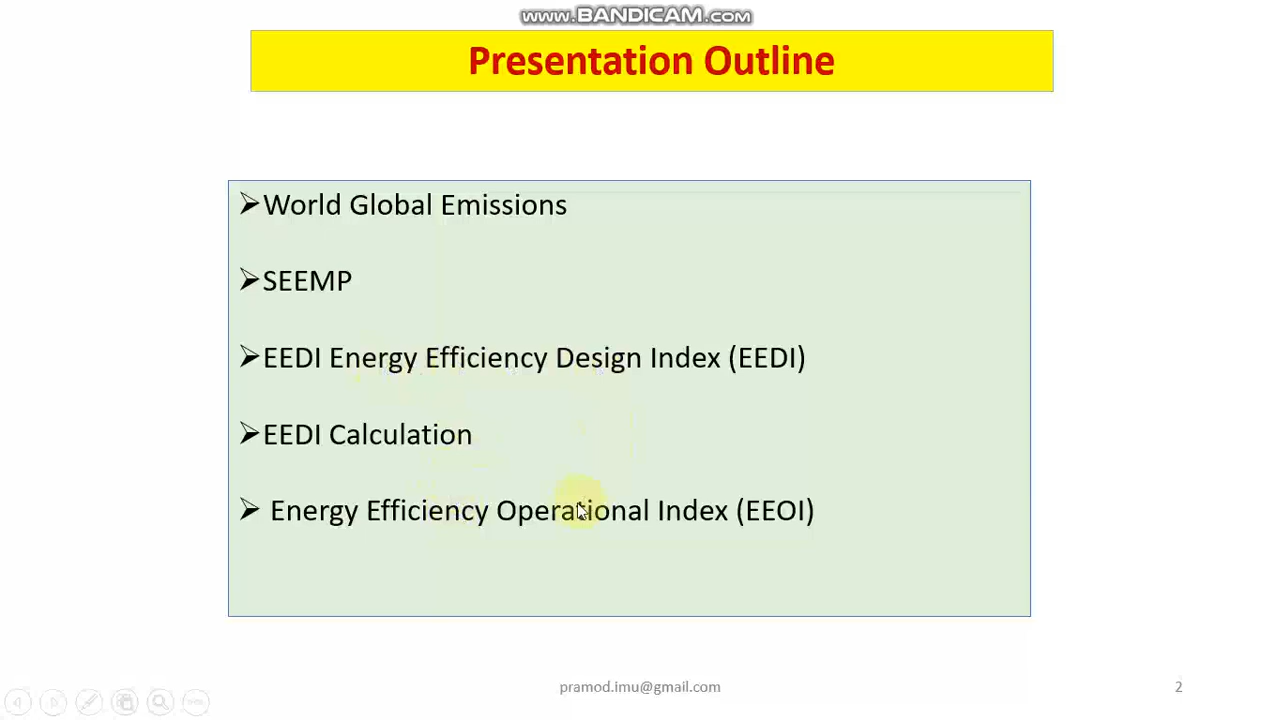 www.BANDICAM.com
Presentation Outline
➢World Global Emissions
➢SEEMP
➢EEDI Energy Efficiency Design Index (EEDI)
➢EEDI Calculation
➢ Energy Efficiency Operational Index (EEOI)
pramod.imu@gmail.com
2